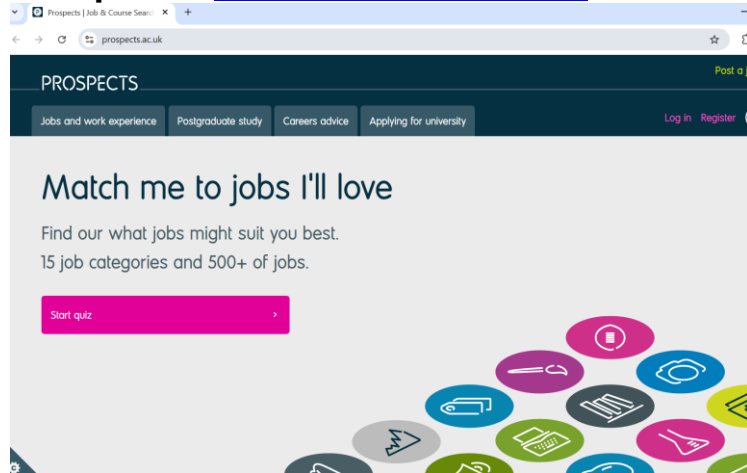 Prospects | Job & Course Search
prospects.ac.uk
Post a j
PROSPECTS
Jobs and work experience Postgraduate study Careers advice Applying for university
Log in Register
Match me to jobs I'll love
Find our what jobs might suit you best.
15 job categories and 500+ of jobs.
Start quiz